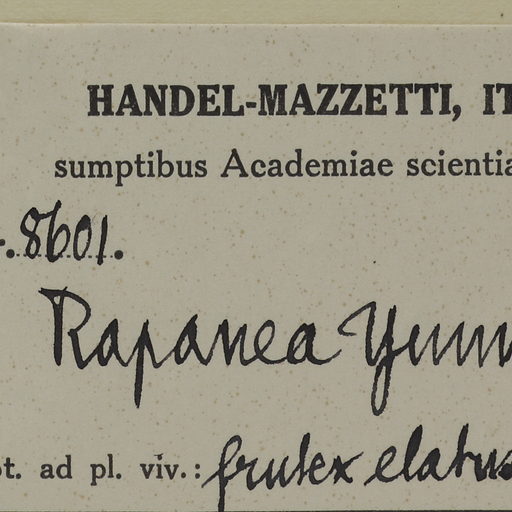 HANDEL-MAZZETTI, IT
sumptibus Academiae scientia
.8601.
Rapanea Yunn
ot. ad pl. viv.: frutex elatus